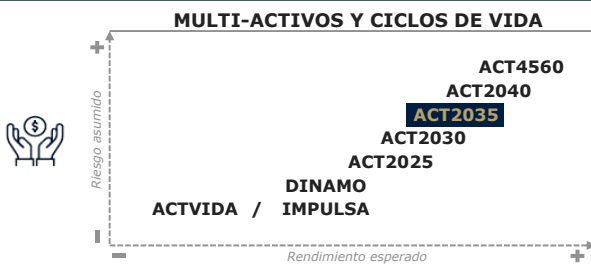 MULTI-ACTIVOS Y CICLOS DE VIDA
Riesgo asumido
ACT4560
ACT2040
ACT2035
ACT2030
ACT2025
DINAMO
ACTVIDA / IMPULSA
Rendimiento esperado